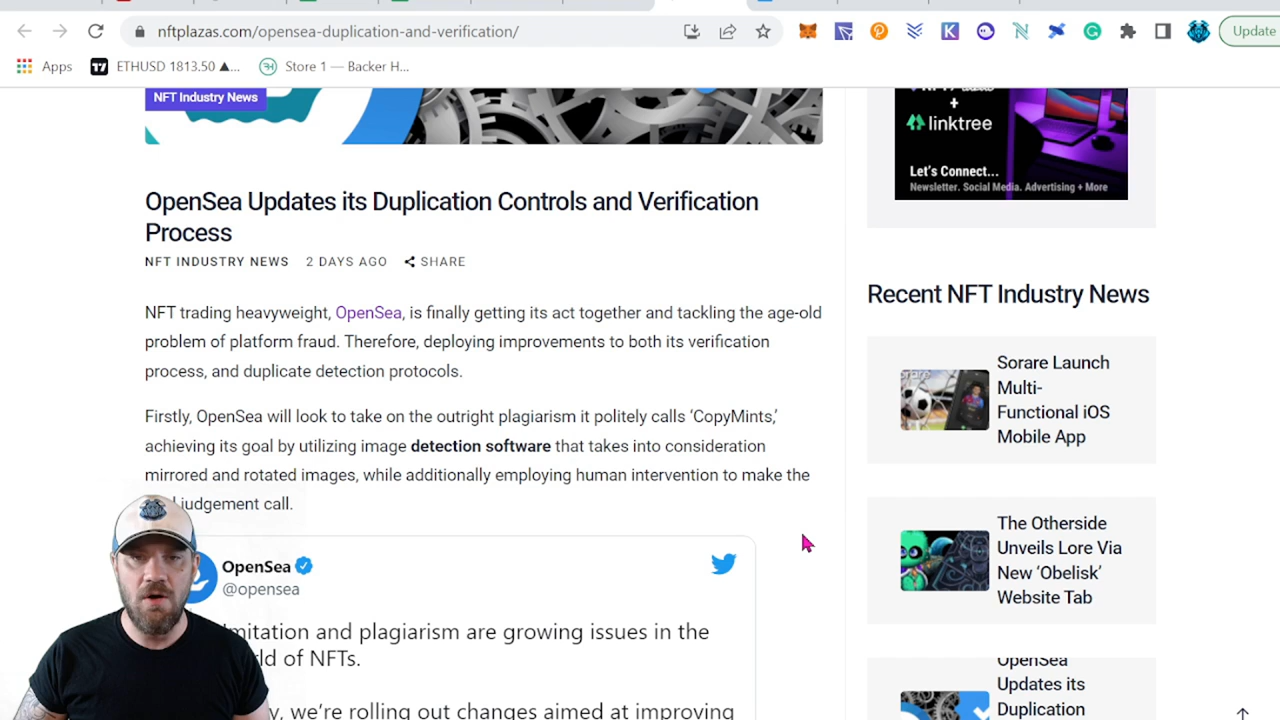 nftplazas.com/opensea-duplication-and-verification/
Update
Apps
ETHUSD 1813.50 ▲...
Store 1 — Backer H...
NFT Industry News
OpenSea Updates its Duplication Controls and Verification
Process
NFT INDUSTRY NEWS 2 DAYS AGO SHARE
NFT trading heavyweight, OpenSea, is finally getting its act together and tackling the age-old
problem of platform fraud. Therefore, deploying improvements to both its verification
process, and duplicate detection protocols.
Firstly, OpenSea will look to take on the outright plagiarism it politely calls ‘CopyMints,’
achieving its goal by utilizing image detection software that takes into consideration
mirrored and rotated images, while additionally employing human intervention to make the
judgement call.
OpenSea
@opensea
mitation and plagiarism are growing issues in the
ld of NFTs.
y, we’re rolling out changes aimed at improving
+
linktree
Let’s Connect...
Newsletter. Social Media. Advertising + More
Recent NFT Industry News
Sorare Launch
Multi-
Functional iOS
Mobile App
The Otherside
Unveils Lore Via
New ‘Obelisk’
Website Tab
OpenSea
Updates its
Duplication